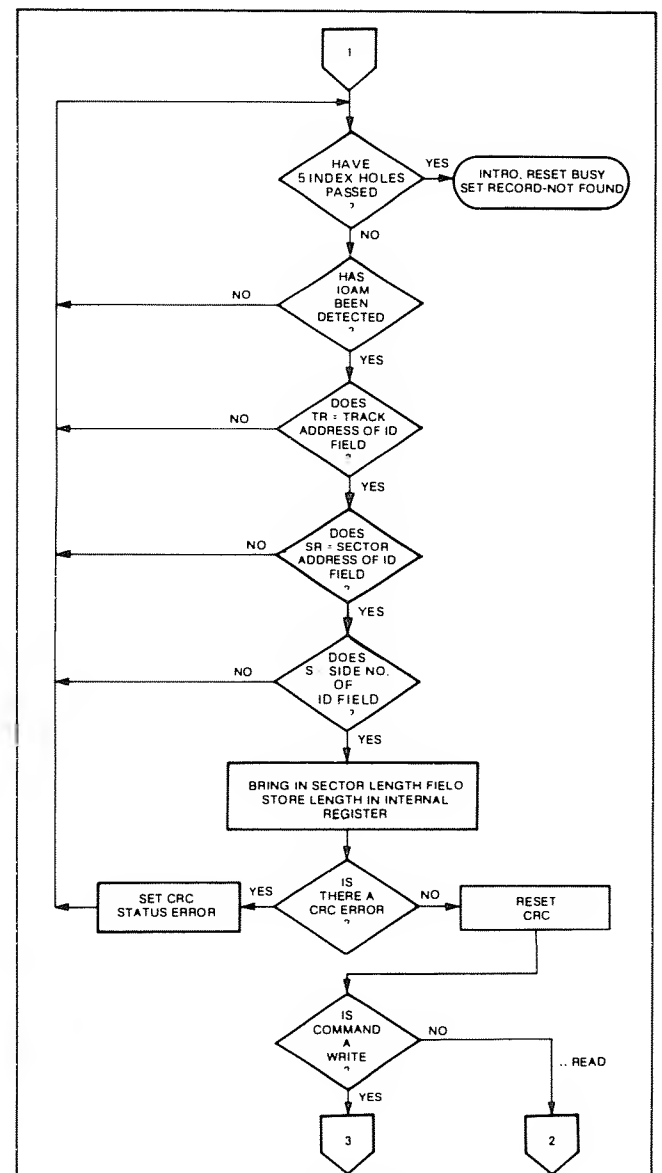 1
HAVE
5 INDEX HOLES
PASSED
?
YES
INTRQ, RESET BUSY
SET RECORD-NOT FOUND
NO
HAS
IOAM
BEEN
DETECTED
?
NO
YES
DOES
TR = TRACK
ADDRESS OF ID
FIELD
?
NO
YES
DOES
SR = SECTOR
ADDRESS OF ID
FIELD
?
NO
YES
DOES
S SIDE NO.
OF
ID FIELD
?
NO
YES
BRING IN SECTOR LENGTH FIELD
STORE LENGTH IN INTERNAL
REGISTER
IS
THERE A
CRC ERROR
?
YES
SET CRC
STATUS ERROR
NO
RESET
CRC
IS
COMMAND
A
WRITE
?
NO
.. READ
YES
3
2